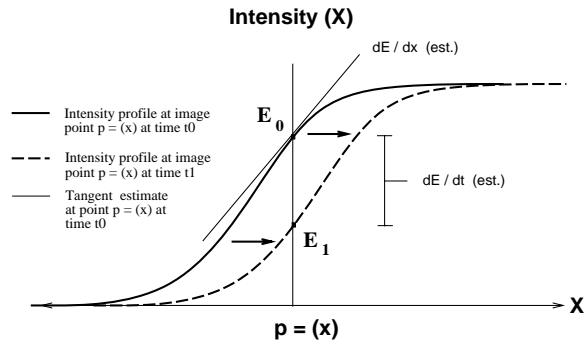 Intensity (X)
dE / dx (est.)
E0
Intensity profile at image
point p = (x) at time t0
Intensity profile at image
point p = (x) at time t1
Tangent estimate
at point p = (x) at
time t0
dE / dt (est.)
E1
X
p = (x)